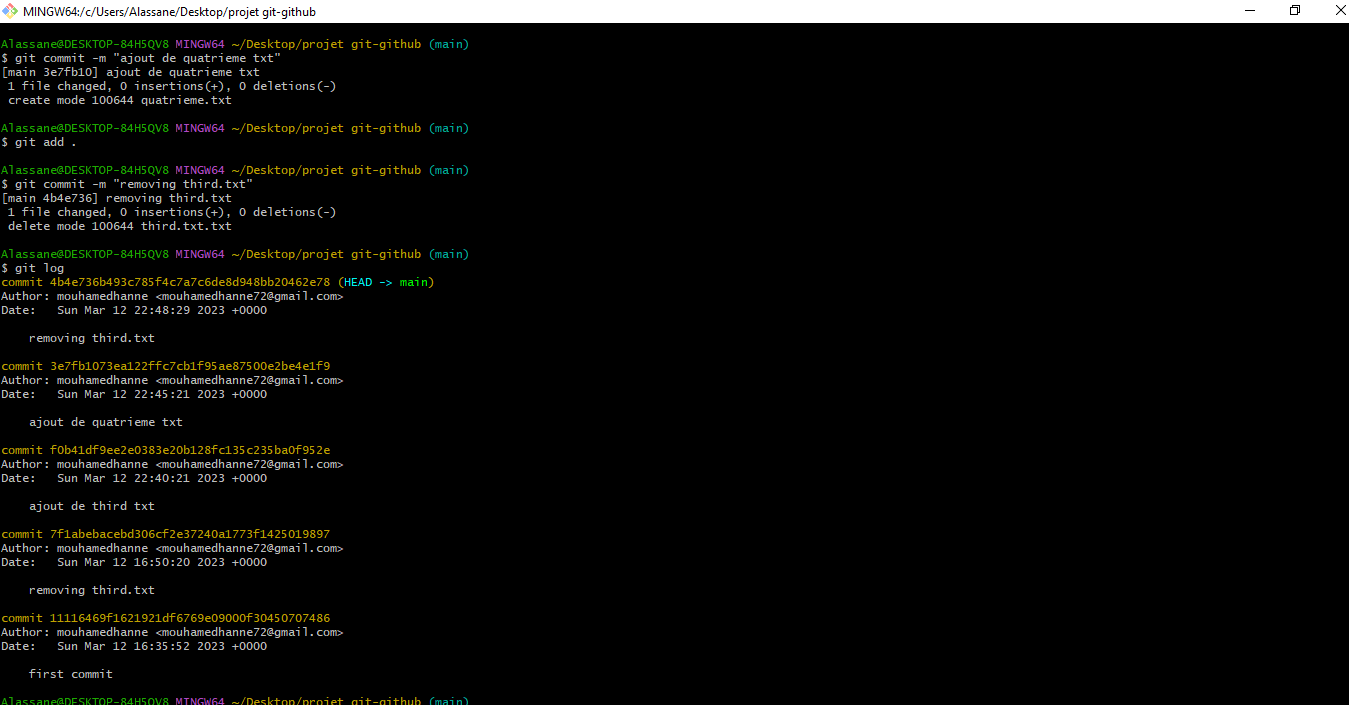 MINGW64:/c/Users/Alassane/Desktop/projet git-github
Alassane@DESKTOP-84H5QV8 MINGW64 ~/Desktop/projet git-github (main)
$ git commit -m "ajout de quatrieme txt"
[main 3e7fb10] ajout de quatrieme txt
 1 file changed, 0 insertions(+), 0 deletions(-)
 create mode 100644 quatrieme.txt
Alassane@DESKTOP-84H5QV8 MINGW64 ~/Desktop/projet git-github (main)
$ git add .
Alassane@DESKTOP-84H5QV8 MINGW64 ~/Desktop/projet git-github (main)
$ git commit -m "removing third.txt"
[main 4b4e736] removing third.txt
 1 file changed, 0 insertions(+), 0 deletions(-)
 delete mode 100644 third.txt.txt
Alassane@DESKTOP-84H5QV8 MINGW64 ~/Desktop/projet git-github (main)
$ git log
commit 4b4e736b493c785f4c7a7c6de8d948bb20462e78 (HEAD -> main)
Author: mouhamedhanne <mouhamedhanne72@gmail.com>
Date:   Sun Mar 12 22:48:29 2023 +0000
    removing third.txt
commit 3e7fb1073ea122ffc7cb1f95ae87500e2be4e1f9
Author: mouhamedhanne <mouhamedhanne72@gmail.com>
Date:   Sun Mar 12 22:45:21 2023 +0000
    ajout de quatrieme txt
commit f0b41df9ee2e0383e20b128fc135c235ba0f952e
Author: mouhamedhanne <mouhamedhanne72@gmail.com>
Date:   Sun Mar 12 22:40:21 2023 +0000
    ajout de third txt
commit 7f1abebacebd306cf2e37240a1773f1425019897
Author: mouhamedhanne <mouhamedhanne72@gmail.com>
Date:   Sun Mar 12 16:50:20 2023 +0000
    removing third.txt
commit 11116469f1621921df6769e09000f30450707486
Author: mouhamedhanne <mouhamedhanne72@gmail.com>
Date:   Sun Mar 12 16:35:52 2023 +0000
    first commit
Alassane@DESKTOP-84H5QV8 MINGW64 ~/Desktop/projet git-github (main)